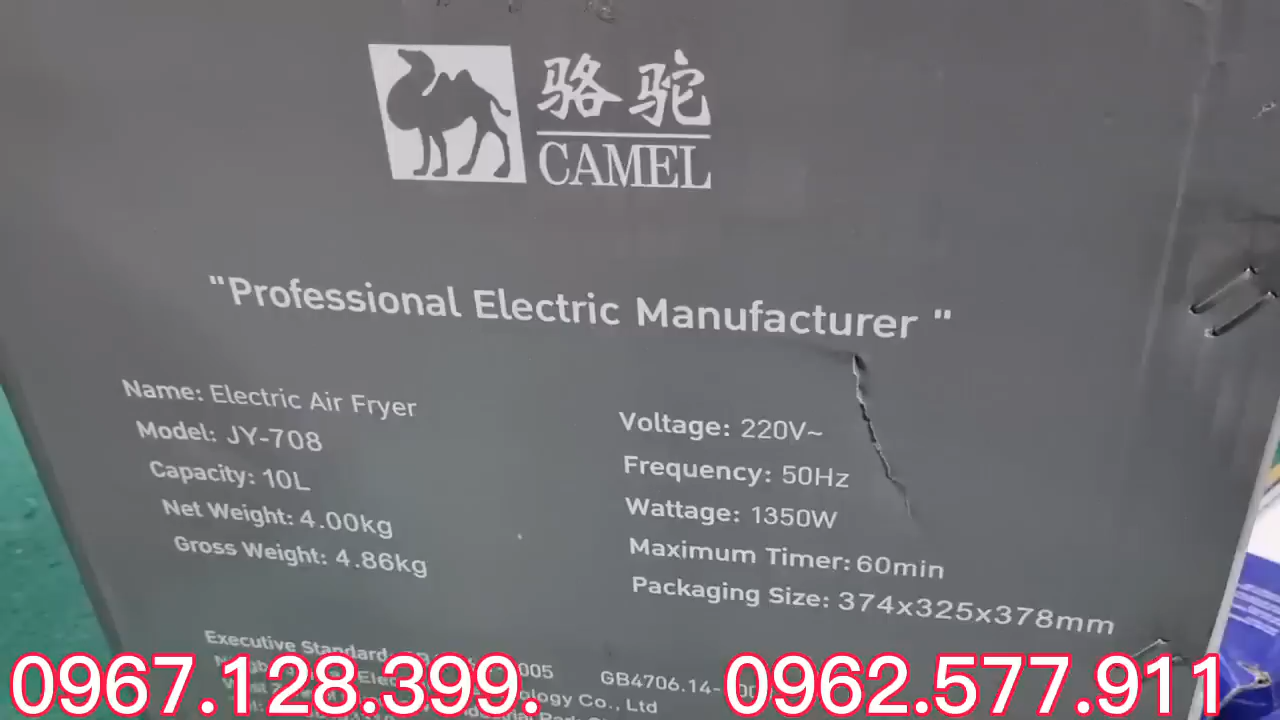 骆驼
CAMEL
"Professional Electric Manufacturer "
Name: Electric Air Fryer
Model: JY-708
Capacity: 10L
Net Weight: 4.00kg
Gross Weight: 4.86kg
Voltage: 220V~
Frequency: 50Hz
Wattage: 1350W
Maximum Timer: 60min
Packaging Size: 374x325x378mm
Executive Standard: 005 GB4706.14-
Co., Ltd
0967.128.399.
0962.577.911